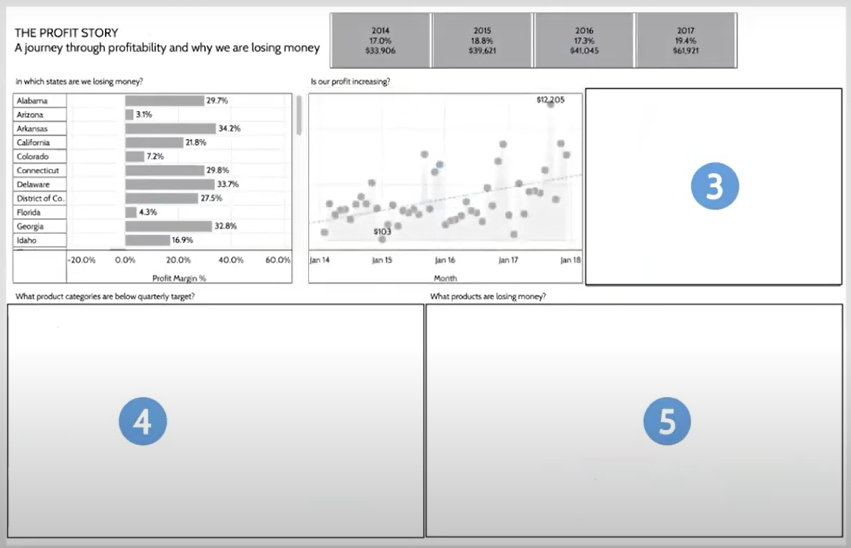 THE PROFIT STORY
A journey through profitability and why we are losing money
2014
17.0%
$33,906
2015
18.8%
$39,621
2016
17.3%
$41,045
2017
19.4%
$61,921
In which states are we losing money?
Alabama 29.7%
Arizona 3.1%
Arkansas 34.2%
California 21.8%
Colorado 7.2%
Connecticut 29.8%
Delaware 33.7%
District of Co.. 27.5%
Florida 4.3%
Georgia 32.8%
Idaho 16.9%
-20.0% 0.0% 20.0% 40.0% 60.0%
Profit Margin %
Is our profit increasing?
$12,205
$103
Jan 14 Jan 15 Jan 16 Jan 17 Jan 18
Month
3
What product categories are below quarterly target?
4
What products are losing money?
5